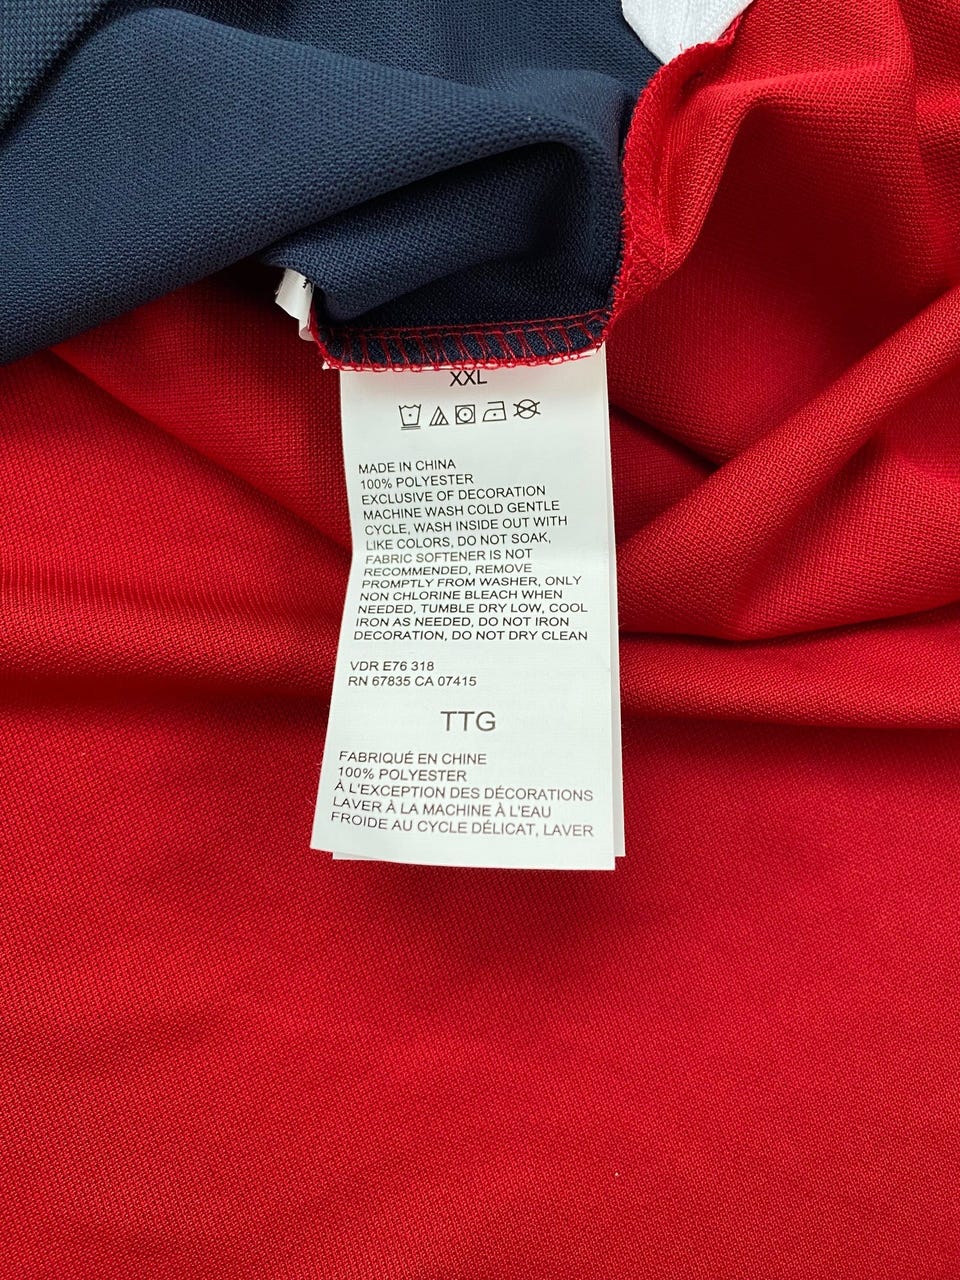 XXL
MADE IN CHINA
100% POLYESTER
EXCLUSIVE OF DECORATION
MACHINE WASH COLD GENTLE
CYCLE, WASH INSIDE OUT WITH
LIKE COLORS, DO NOT SOAK,
FABRIC SOFTENER IS NOT
RECOMMENDED, REMOVE
PROMPTLY FROM WASHER, ONLY
NON CHLORINE BLEACH WHEN
NEEDED, TUMBLE DRY LOW, COOL
IRON AS NEEDED, DO NOT IRON
DECORATION, DO NOT DRY CLEAN
VDR E76 318
RN 67835 CA 07415
TTG
FABRIQUÉ EN CHINE
100% POLYESTER
À L'EXCEPTION DES DÉCORATIONS
LAVER À LA MACHINE À L'EAU
FROIDE AU CYCLE DÉLICAT, LAVER